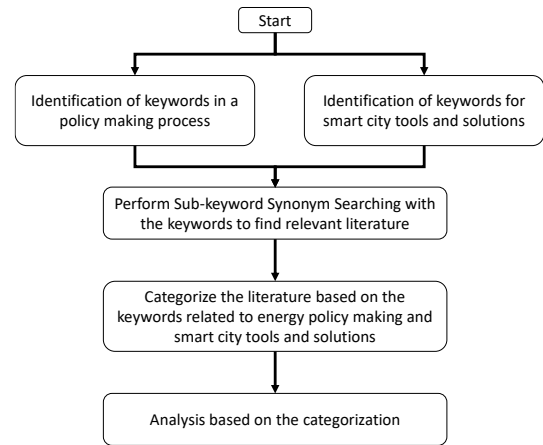 Start
Identification of keywords in a
policy making process
Identification of keywords for
smart city tools and solutions
Perform Sub-keyword Synonym Searching with
the keywords to find relevant literature
Categorize the literature based on the
keywords related to energy policy making and
smart city tools and solutions
Analysis based on the categorization